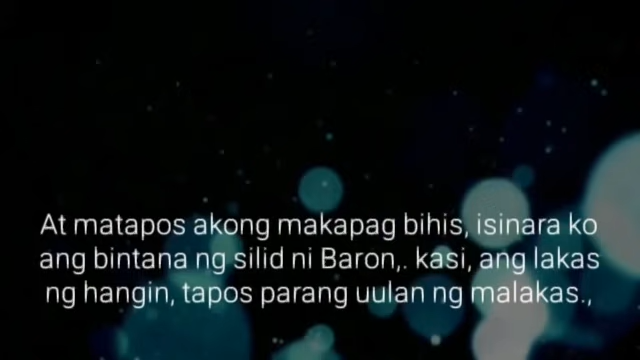 At matapos akong makapag bihis, isinara ko
ang bintana ng silid ni Baron,. kasi, ang lakas
ng hangin, tapos parang uulan ng malakas.,